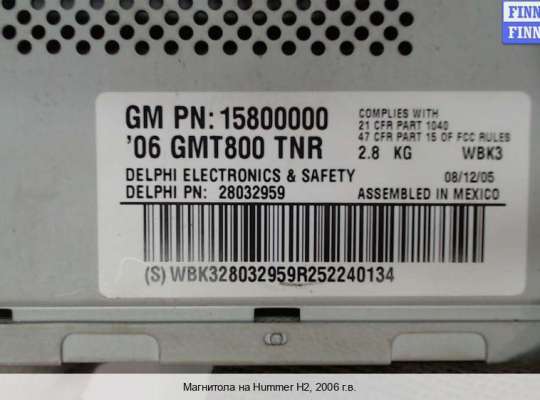 FINN
FINN
GM PN: 15800000
'06 GMT800 TNR
COMPLIES WITH
21 CFR PART 1040
47 CFR PART 15 OF FCC RULES
2.8 KG WBK3
DELPHI ELECTRONICS & SAFETY 08/12/05
DELPHI PN: 28032959 ASSEMBLED IN MEXICO
(S) WBK328032959R252240134
Магнитола на Hummer H2, 2006 г.в.